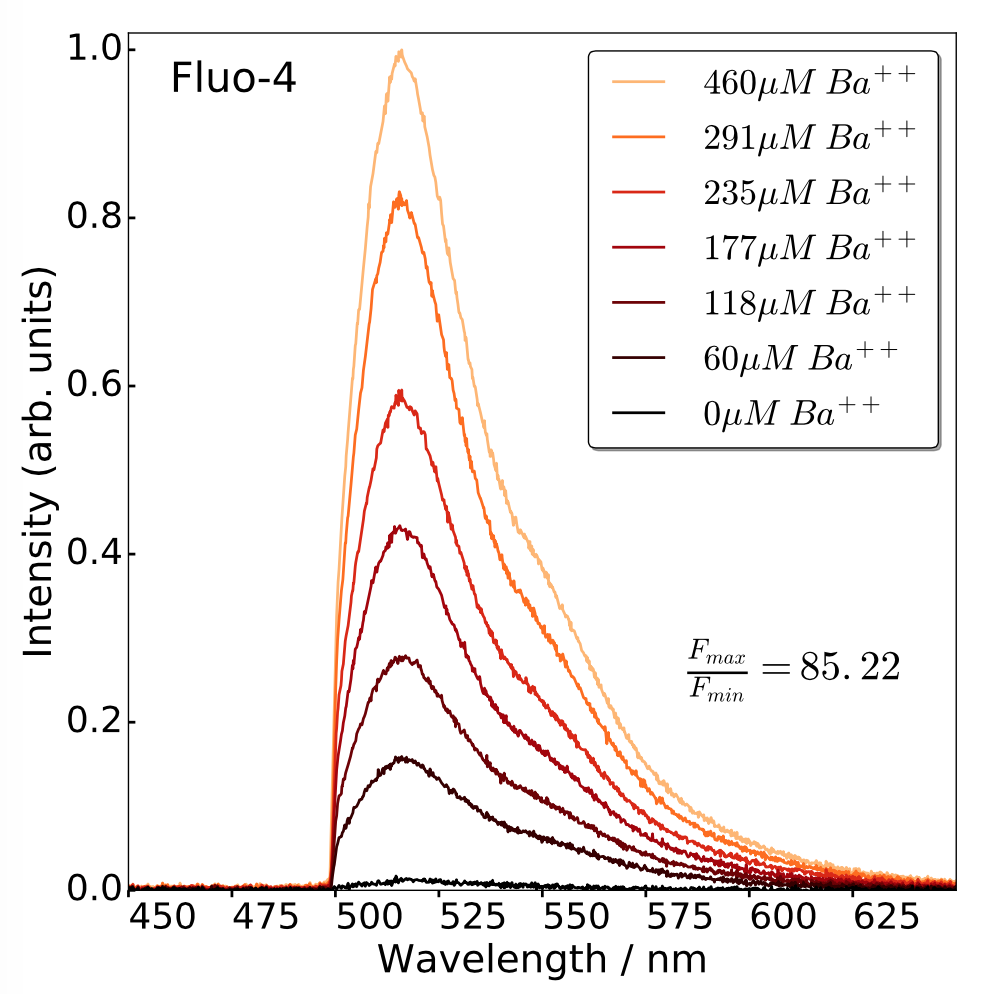 Fluo-4
460μM Ba⁺⁺
291μM Ba⁺⁺
235μM Ba⁺⁺
177μM Ba⁺⁺
118μM Ba⁺⁺
60μM Ba⁺⁺
0μM Ba⁺⁺
F_max/F_min = 85.22
1.0
0.8
0.6
0.4
0.2
0.0
Intensity (arb. units)
450 475 500 525 550 575 600 625
Wavelength / nm